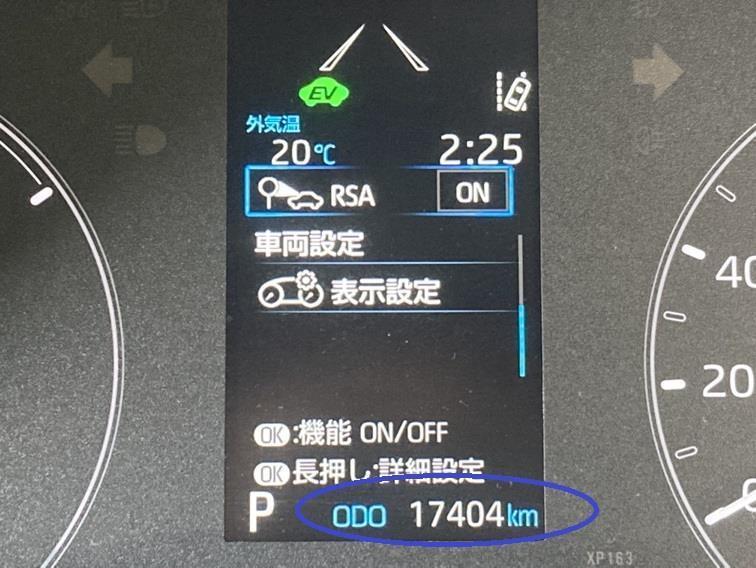 EV
外気温
20℃ 2:25
RSA ON
車両設定
表示設定
40
20
0
OK:機能 ON/OFF
OK長押し:詳細設定
P ODO 17404km
XP163